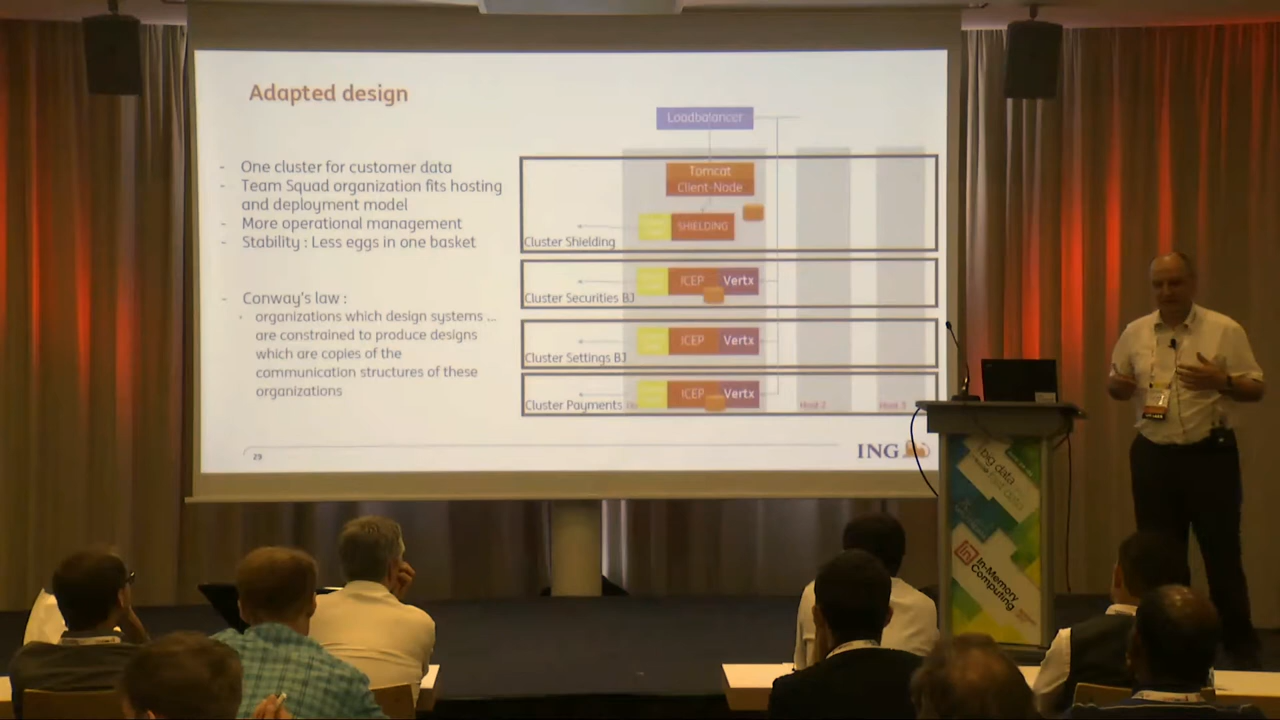 Adapted design
- One cluster for customer data
- Team Squad organization fits hosting
and deployment model
- More operational management
- Stability : Less eggs in one basket
- Conway's law :
• organizations which design systems ...
are constrained to produce designs
which are copies of the
communication structures of these
organizations
Loadbalancer
Tomcat
Client-Node
SHIELDING
Cluster Shielding
ICEP Vertx
Cluster Securities BJ
ICEP Vertx
Cluster Settings BJ
ICEP Vertx
Cluster Payments
Host 2
Host 3
29
ING
big data
In-Memory
Computing